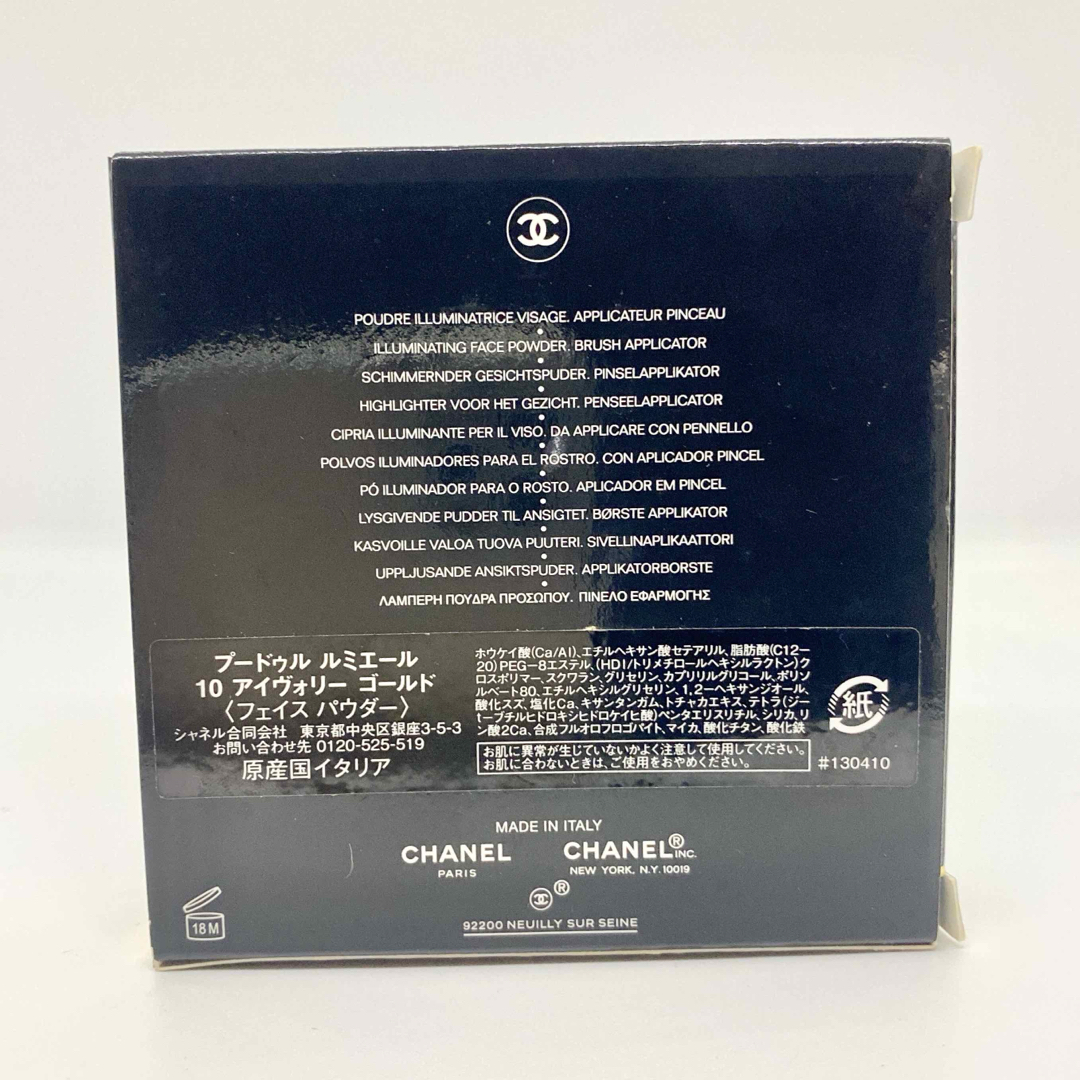 POUDRE ILLUMINATRICE VISAGE. APPLICATEUR PINCEAU
ILLUMINATING FACE POWDER. BRUSH APPLICATOR
SCHIMMERNDER GESICHTSPUDER. PINSELAPPLIKATOR
HIGHLIGHTER VOOR HET GEZICHT. PENSEELAPPLICATOR
CIPRIA ILLUMINANTE PER IL VISO. DA APPLICARE CON PENNELLO
POLVOS ILUMINADORES PARA EL ROSTRO. CON APLICADOR PINCEL
PÓ ILUMINADOR PARA O ROSTO. APLICADOR EM PINCEL
LYSGIVENDE PUDDER TIL ANSIGTET. BØRSTE APPLIKATOR
KASVOILLE VALOA TUOVA PUUTERI. SIVELLINAPLIKAATTORI
UPPLJUSANDE ANSIKTSPUDER. APPLIKATORBORSTE
ΛΑΜΠΕΡΗ ΠΟΥΔΡΑ ΠΡΟΣΩΠΟΥ. ΠΙΝΕΛΟ ΕΦΑΡΜΟΓΗΣ
プードゥル ルミエール
10 アイヴォリー ゴールド
〈フェイス パウダー〉
シャネル合同会社 東京都中央区銀座3-5-3
お問い合わせ先 0120-525-519
原産国イタリア
ホウケイ酸(Ca/Al)、エチルヘキサン酸セテアリル、脂肪酸(C12-
20)PEG-8エステル、(HDI/トリメチロールヘキシルラクトン)ク
ロスポリマー、スクワラン、グリセリン、カプリリルグリコール、ポリソ
ルベート80、エチルヘキシルグリセリン、1,2-ヘキサンジオール、
酸化スズ、塩化Ca、キサンタンガム、トチャカエキス、テトラ(ジー
t-ブチルヒドロキシヒドロケイヒ酸)ペンタエリスリチル、シリカ、リ
ン酸2Ca、合成フルオロフロゴパイト、マイカ、酸化チタン、酸化鉄
お肌に異常が生じていないかよく注意して使用してください。
お肌に合わないときは、ご使用をおやめください。
紙
#130410
MADE IN ITALY
CHANEL
PARIS
CHANEL® INC.
NEW YORK, N.Y. 10019
®
92200 NEUILLY SUR SEINE
18 M